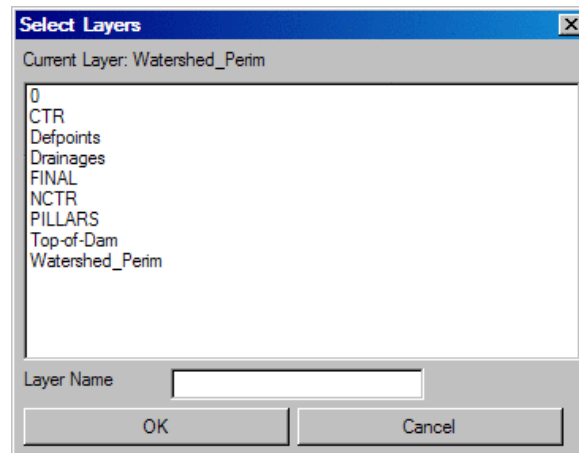 Select Layers
Current Layer: Watershed_Perim
0
CTR
Defpoints
Drainages
FINAL
NCTR
PILLARS
Top-of-Dam
Watershed_Perim
Layer Name
OK Cancel